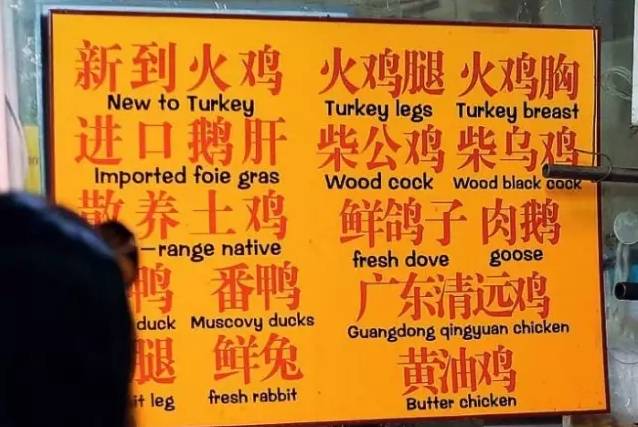 新到火鸡
New to Turkey
火鸡腿 火鸡胸
Turkey legs Turkey breast
进口鹅肝
Imported foie gras
柴公鸡 柴乌鸡
Wood cock Wood black cock
散养土鸡
-range native
鲜鸽子 肉鹅
fresh dove goose
鸭 番鸭
duck Muscovy ducks
广东清远鸡
Guangdong qingyuan chicken
腿 鲜兔
leg fresh rabbit
黄油鸡
Butter chicken